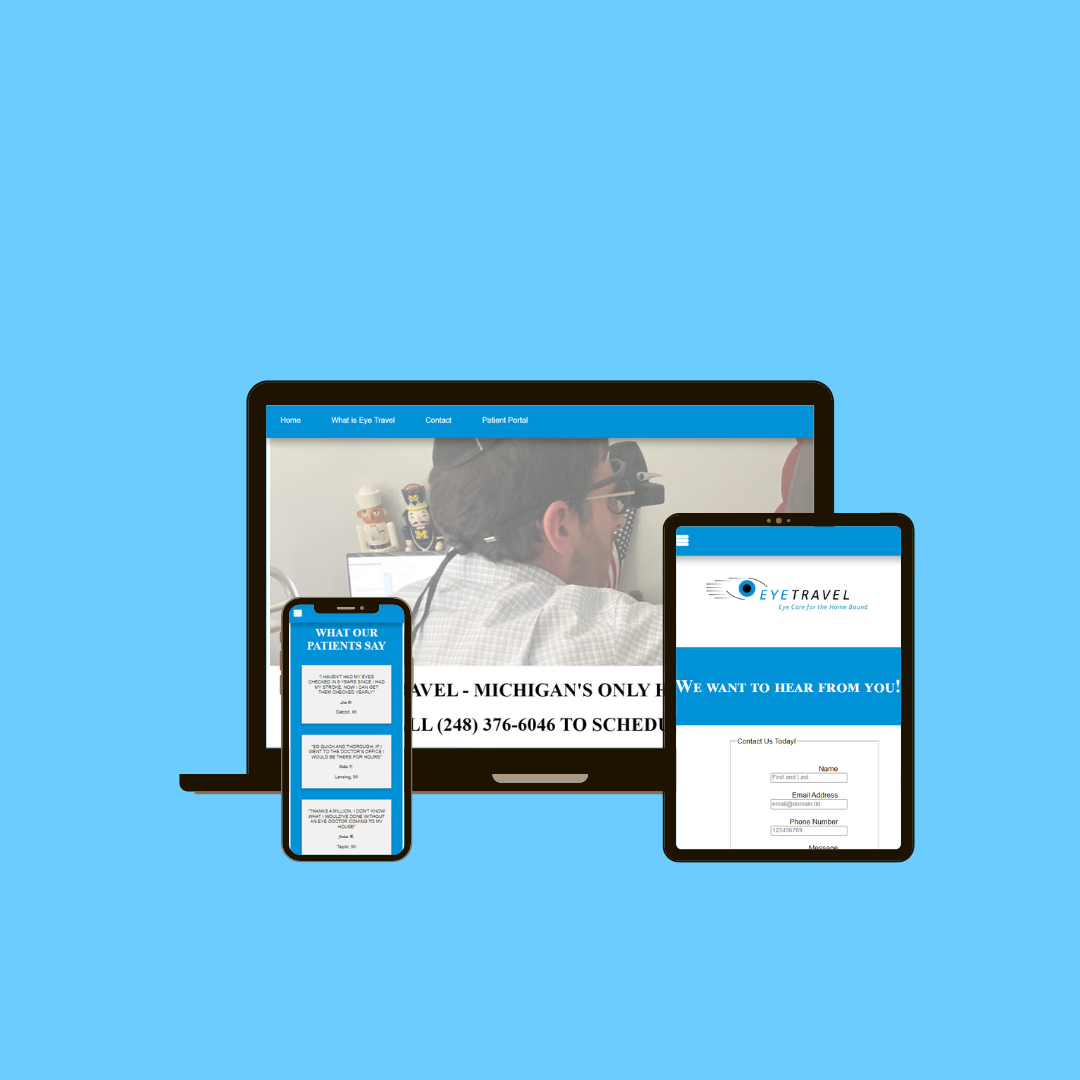 Home What is Eye Travel Contact Patient Portal
AVEL - MICHIGAN'S ONLY H
LL (248) 376-6046 TO SCHEDU
WHAT OUR
PATIENTS SAY
"I HAVEN'T HAD MY EYES
CHECKED IN 6 YEARS SINCE I HAD
MY STROKE. NOW I CAN GET
THEM CHECKED YEARLY"
Detroit, MI
"SO QUICK AND THOROUGH, IF I
WENT TO THE DOCTOR'S OFFICE I
WOULD BE THERE FOR HOURS"
Lansing, MI
"THANKS A MILLION, I DON'T KNOW
WHAT I WOULD'VE DONE WITHOUT
AN EYE DOCTOR COMING TO MY
HOUSE"
Taylor, MI
EYETRAVEL
Eye Care for the Home Bound
WE WANT TO HEAR FROM YOU!
Contact Us Today!
Name
First and Last
Email Address
email@domain.tld
Phone Number
123456789
Message